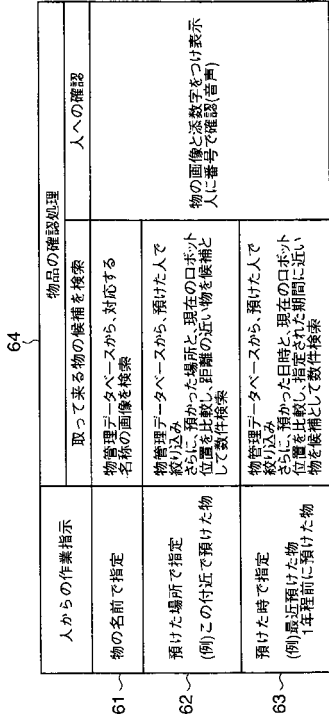 64
人からの作業指示
物品の確認処理
取って来る物の候補を検索
人への確認
61
物の名前で指定
物管理データベースから、対応する
名称の画像を検索
物の画像と添数字をつけ表示
人に番号で確認(音声)
62
預けた場所で指定
(例)この付近で預けた物
物管理データベースから、預けた人で
絞り込み
さらに、預かった場所と、現在のロボット
位置を比較し、距離の近い物を候補と
して数件検索
63
預けた時で指定
(例)最近預けた物
1年程前に預けた物
物管理データベースから、預けた人で
絞り込み
さらに、預かった日時と、現在のロボット
位置を比較し、指定された期間に近い
物を候補として数件検索